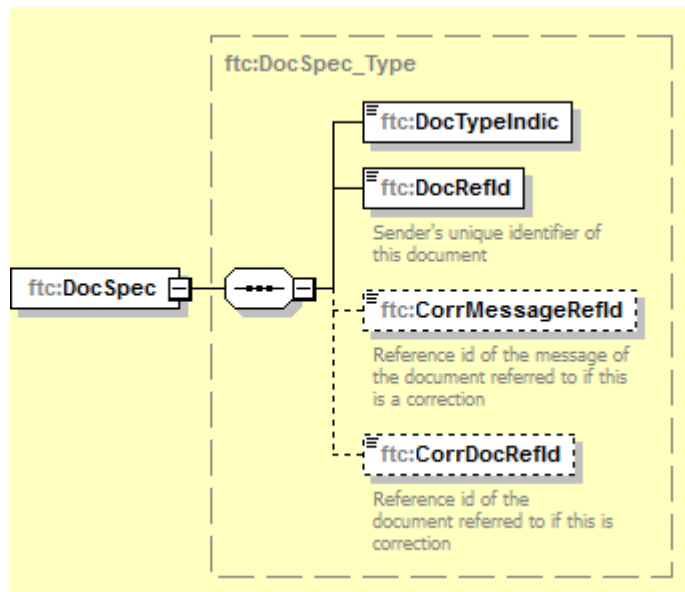 ftc:DocSpec_Type
ftc:DocTypeIndic
ftc:DocRefId
Sender's unique identifier of
this document
ftc:DocSpec
ftc:CorrMessageRefId
Reference id of the message of
the document referred to if this
is a correction
ftc:CorrDocRefId
Reference id of the
document referred to if this is
correction